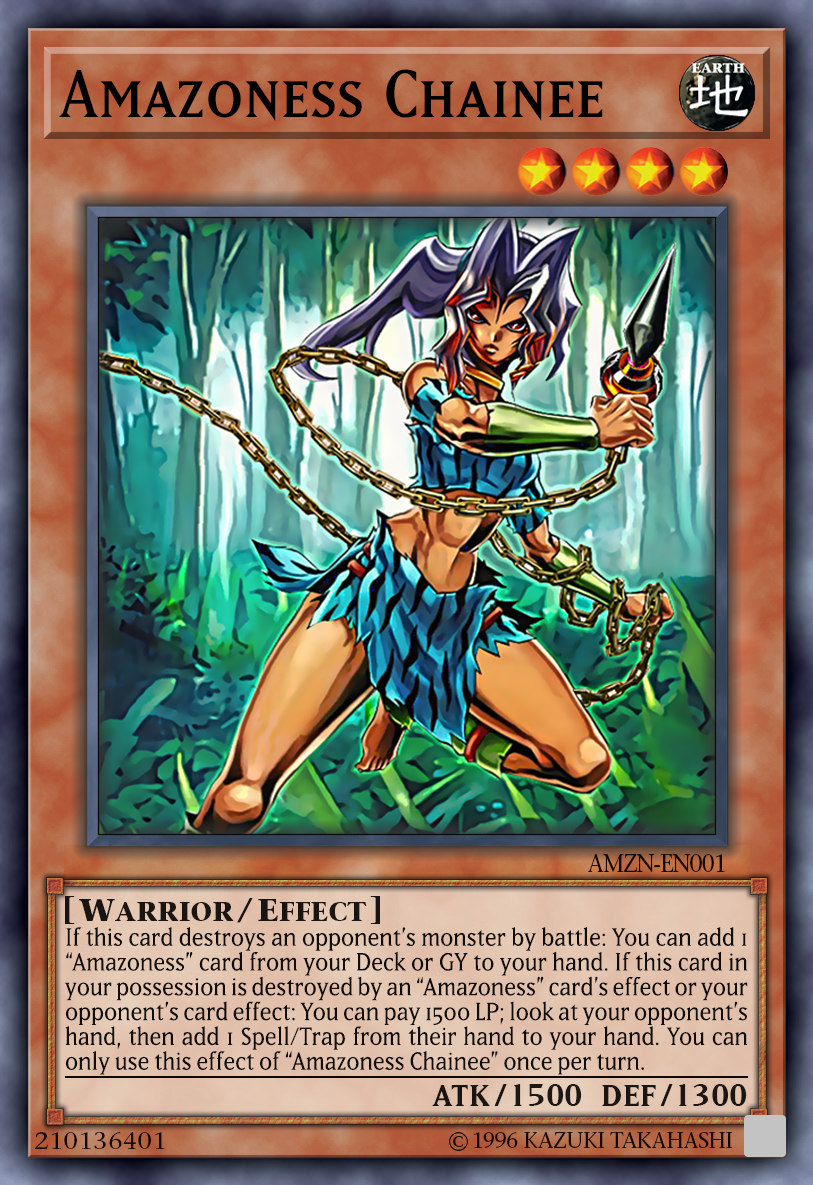 Amazoness Chainee
EARTH
地
AMZN-EN001
[Warrior/Effect]
If this card destroys an opponent’s monster by battle: You can add 1
“Amazoness” card from your Deck or GY to your hand. If this card in
your possession is destroyed by an “Amazoness” card’s effect or your
opponent’s card effect: You can pay 1500 LP; look at your opponent’s
hand, then add 1 Spell/Trap from their hand to your hand. You can
only use this effect of “Amazoness Chainee” once per turn.
ATK/1500 DEF/1300
210136401
© 1996 KAZUKI TAKAHASHI